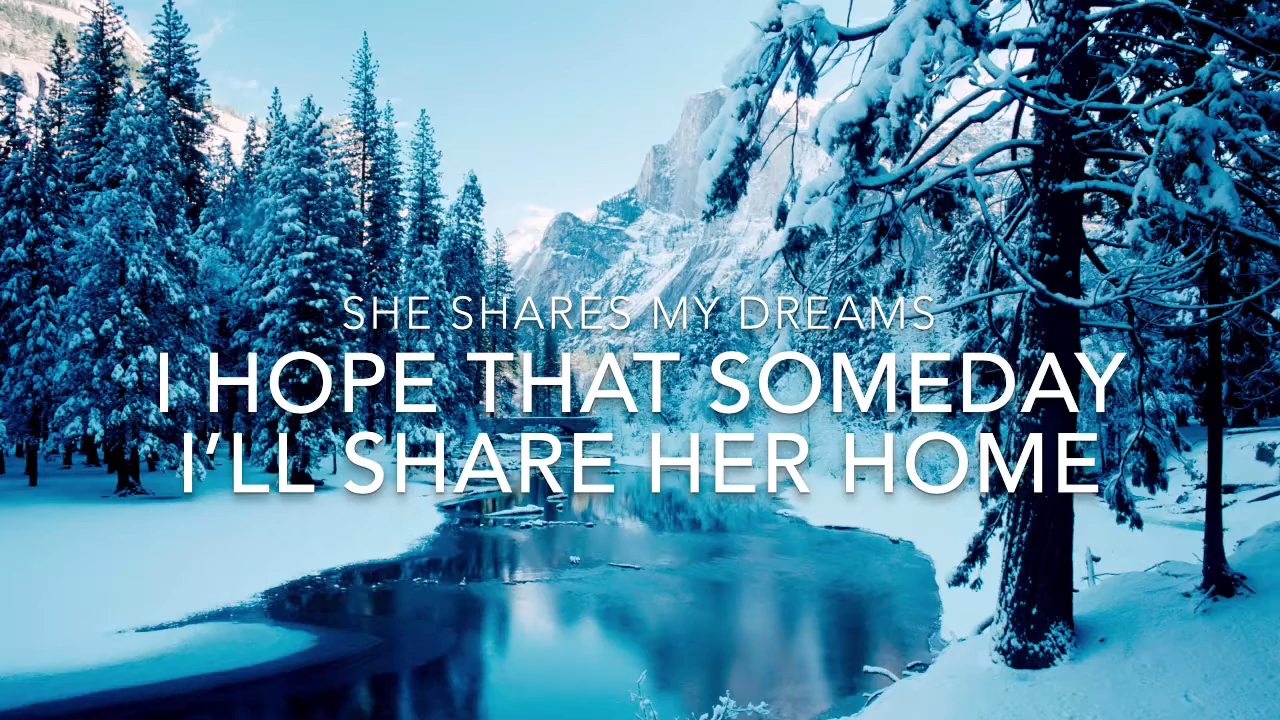 SHE SHARES MY DREAMS
I HOPE THAT SOMEDAY
I’LL SHARE HER HOME